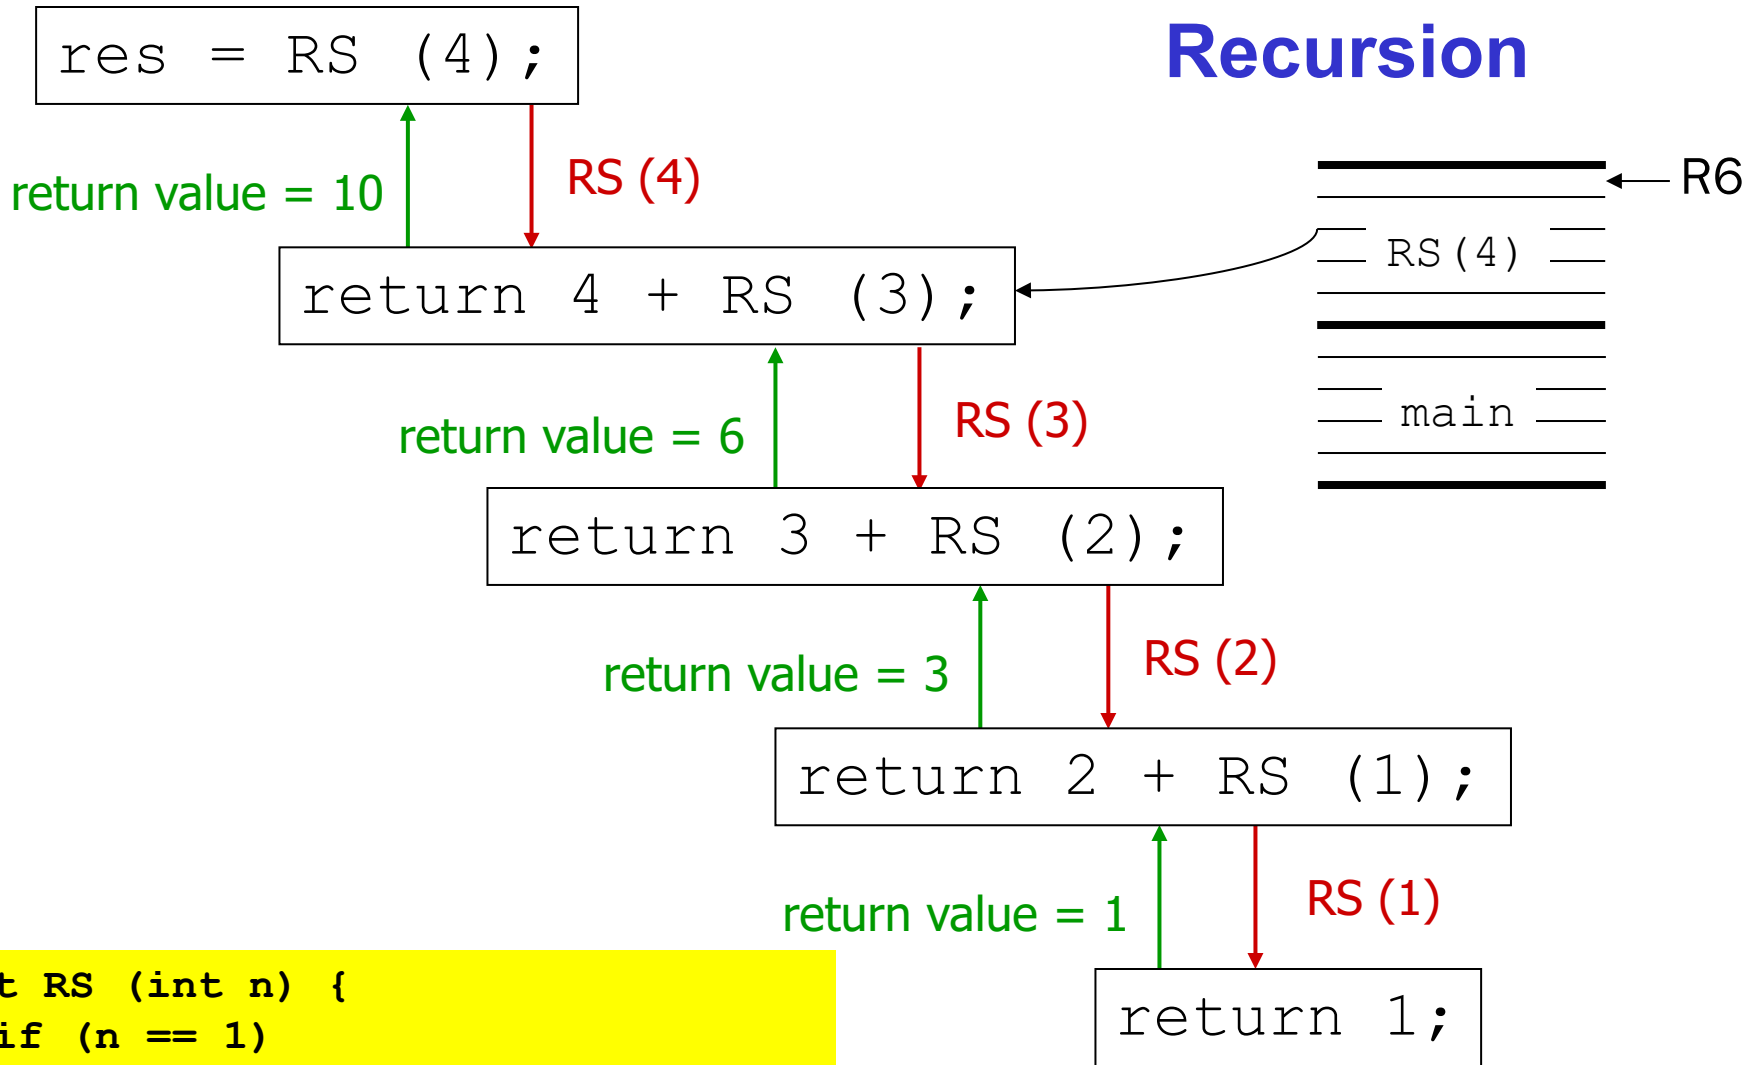 Recursion
res = RS (4);
return value = 10
RS (4)
R6
RS(4)
return 4 + RS (3);
return value = 6
RS (3)
main
return 3 + RS (2);
return value = 3
RS (2)
return 2 + RS (1);
return value = 1
RS (1)
return 1;
t RS (int n) {
if (n == 1)